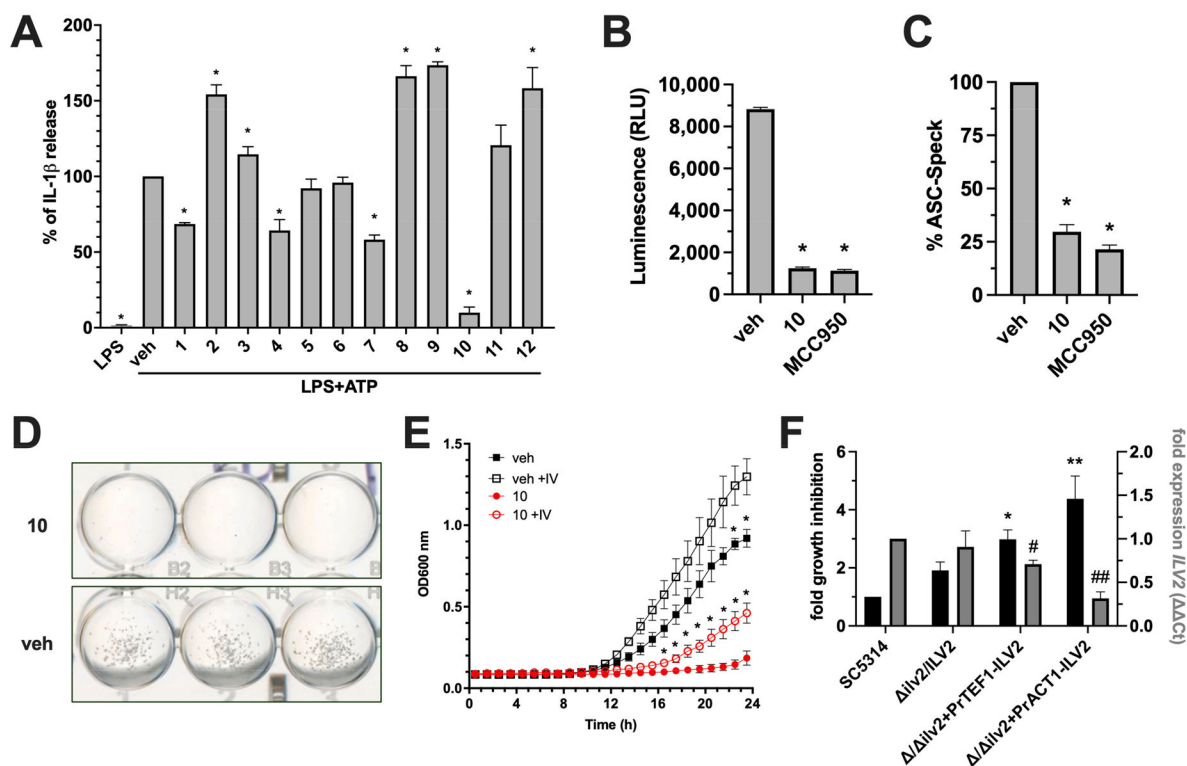 A
% of IL-1β release
200
150
100
50
0
* * * * * * * * * *
LPS veh 1 2 3 4 5 6 7 8 9 10 11 12
LPS+ATP
B
Luminescence (RLU)
8,000
6,000
4,000
2,000
0
* *
veh 10 MCC950
C
% ASC-Speck
100
75
50
25
0
* *
veh 10 MCC950
D
10
B2 B3
veh
H2 H3
E
OD600 nm
1.5
1.0
0.5
0.0
veh
veh +IV
10
10 +IV
* *
* * * * * * * *
0 4 8 12 16 20 24
Time (h)
F
fold growth inhibition
6
4
2
0
fold expression ILV2 (ΔΔCt)
2.0
1.5
1.0
0.5
0.0
* # ** ##
SC5314
Δilv2/ILV2
Δ/Δilv2+PrTEF1-ILV2
Δ/Δilv2+PrACT1-ILV2